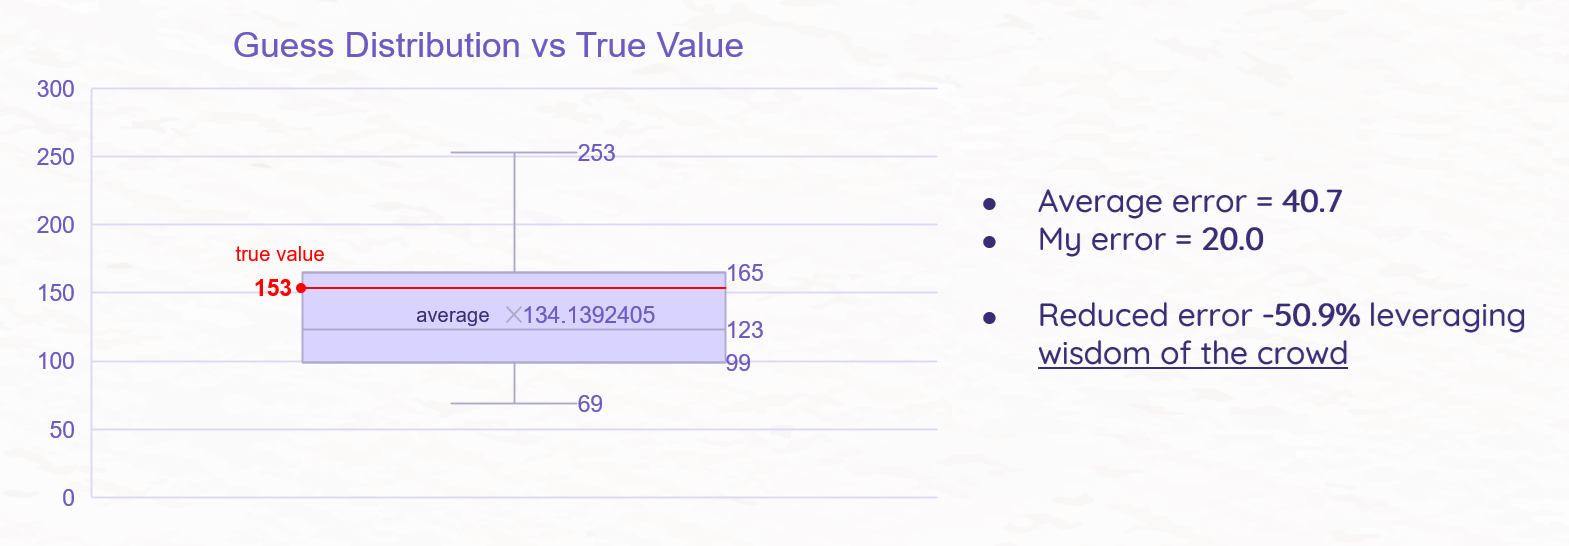 Guess Distribution vs True Value
300
250
200
150
100
50
0
253
true value
153
165
average
134.1392405
123
99
69
● Average error = 40.7
● My error = 20.0
● Reduced error -50.9% leveraging
wisdom of the crowd